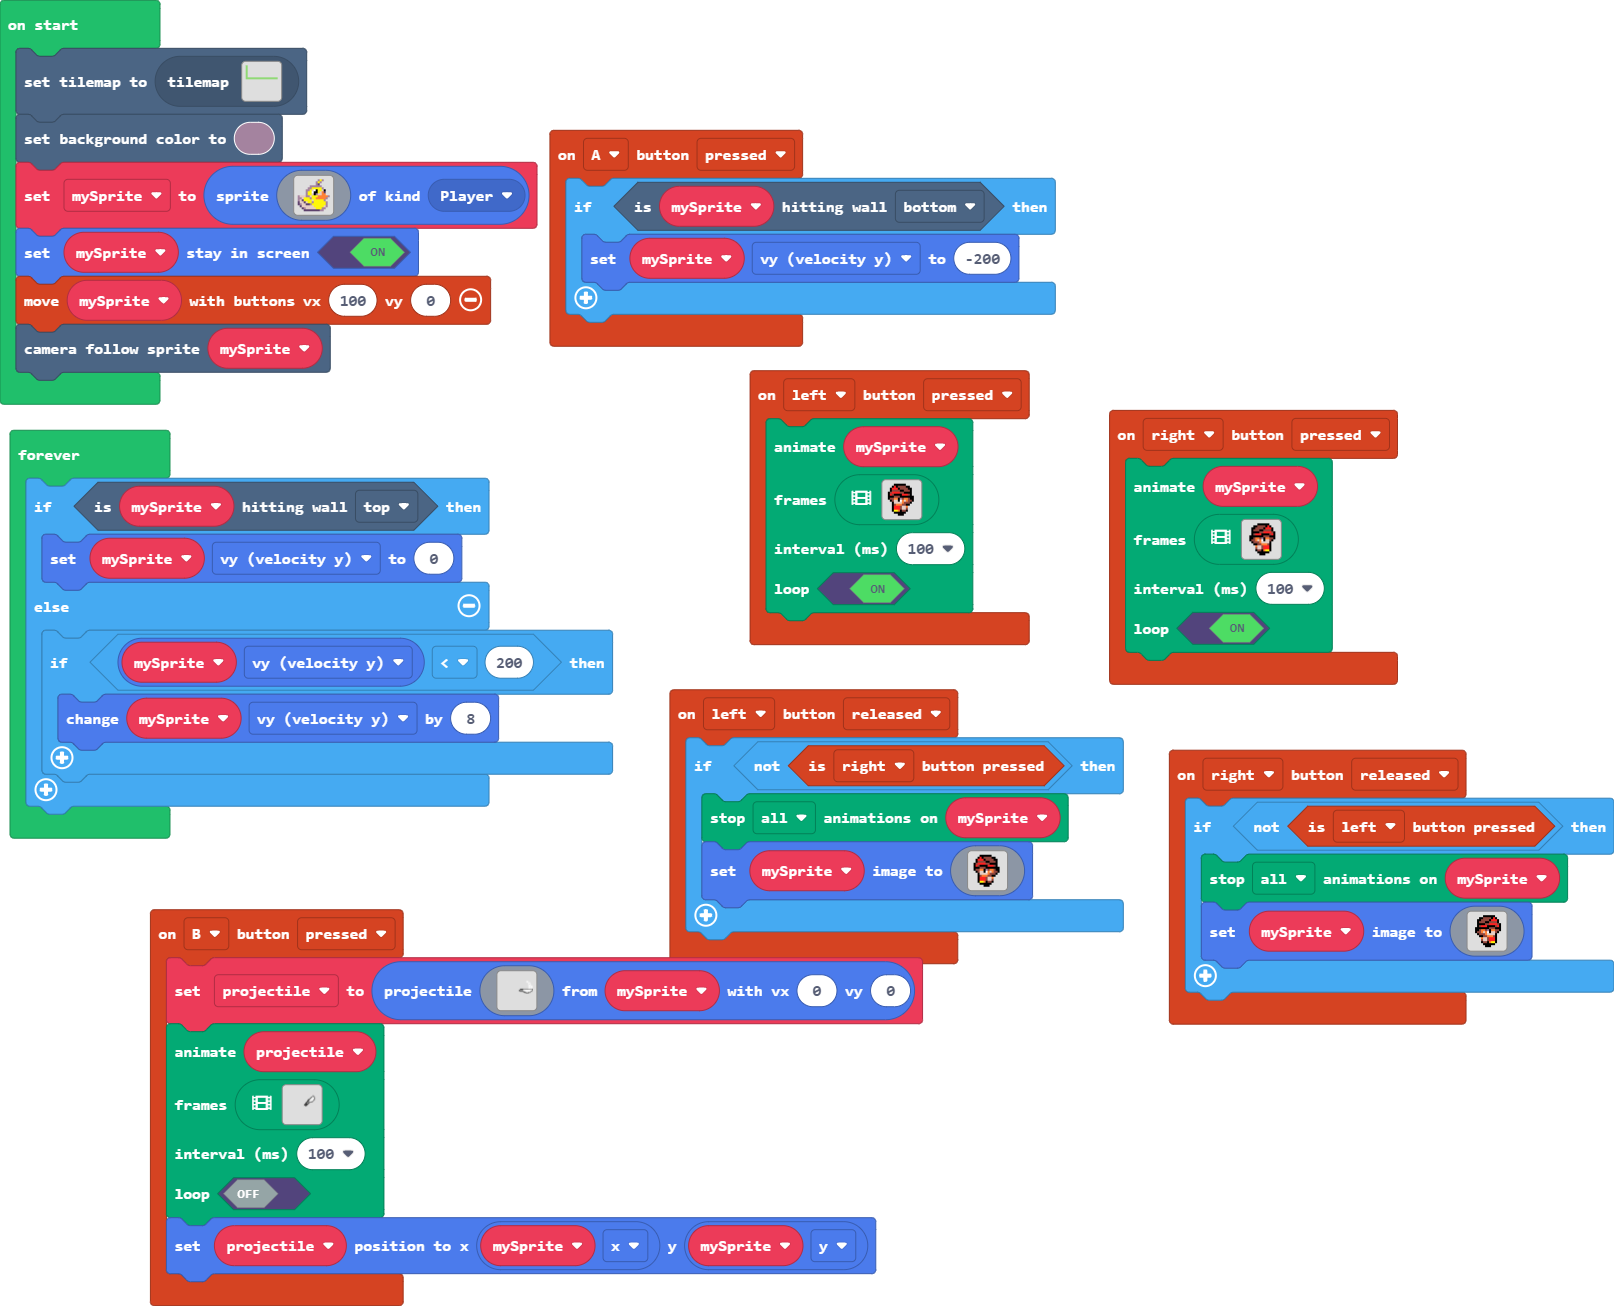 on start
set tilemap to tilemap
set background color to
set mySprite to sprite of kind Player
set mySprite stay in screen ON
move mySprite with buttons vx 100 vy 0
camera follow sprite mySprite
on A button pressed
if is mySprite hitting wall bottom then
set mySprite vy (velocity y) to -200
forever
if is mySprite hitting wall top then
set mySprite vy (velocity y) to 0
else
if mySprite vy (velocity y) < 200 then
change mySprite vy (velocity y) by 8
on left button pressed
animate mySprite
frames
interval (ms) 100
loop ON
on right button pressed
animate mySprite
frames
interval (ms) 100
loop ON
on left button released
if not is right button pressed then
stop all animations on mySprite
set mySprite image to
on right button released
if not is left button pressed then
stop all animations on mySprite
set mySprite image to
on B button pressed
set projectile to projectile from mySprite with vx 0 vy 0
animate projectile
frames
interval (ms) 100
loop OFF
set projectile position to x mySprite x y mySprite y